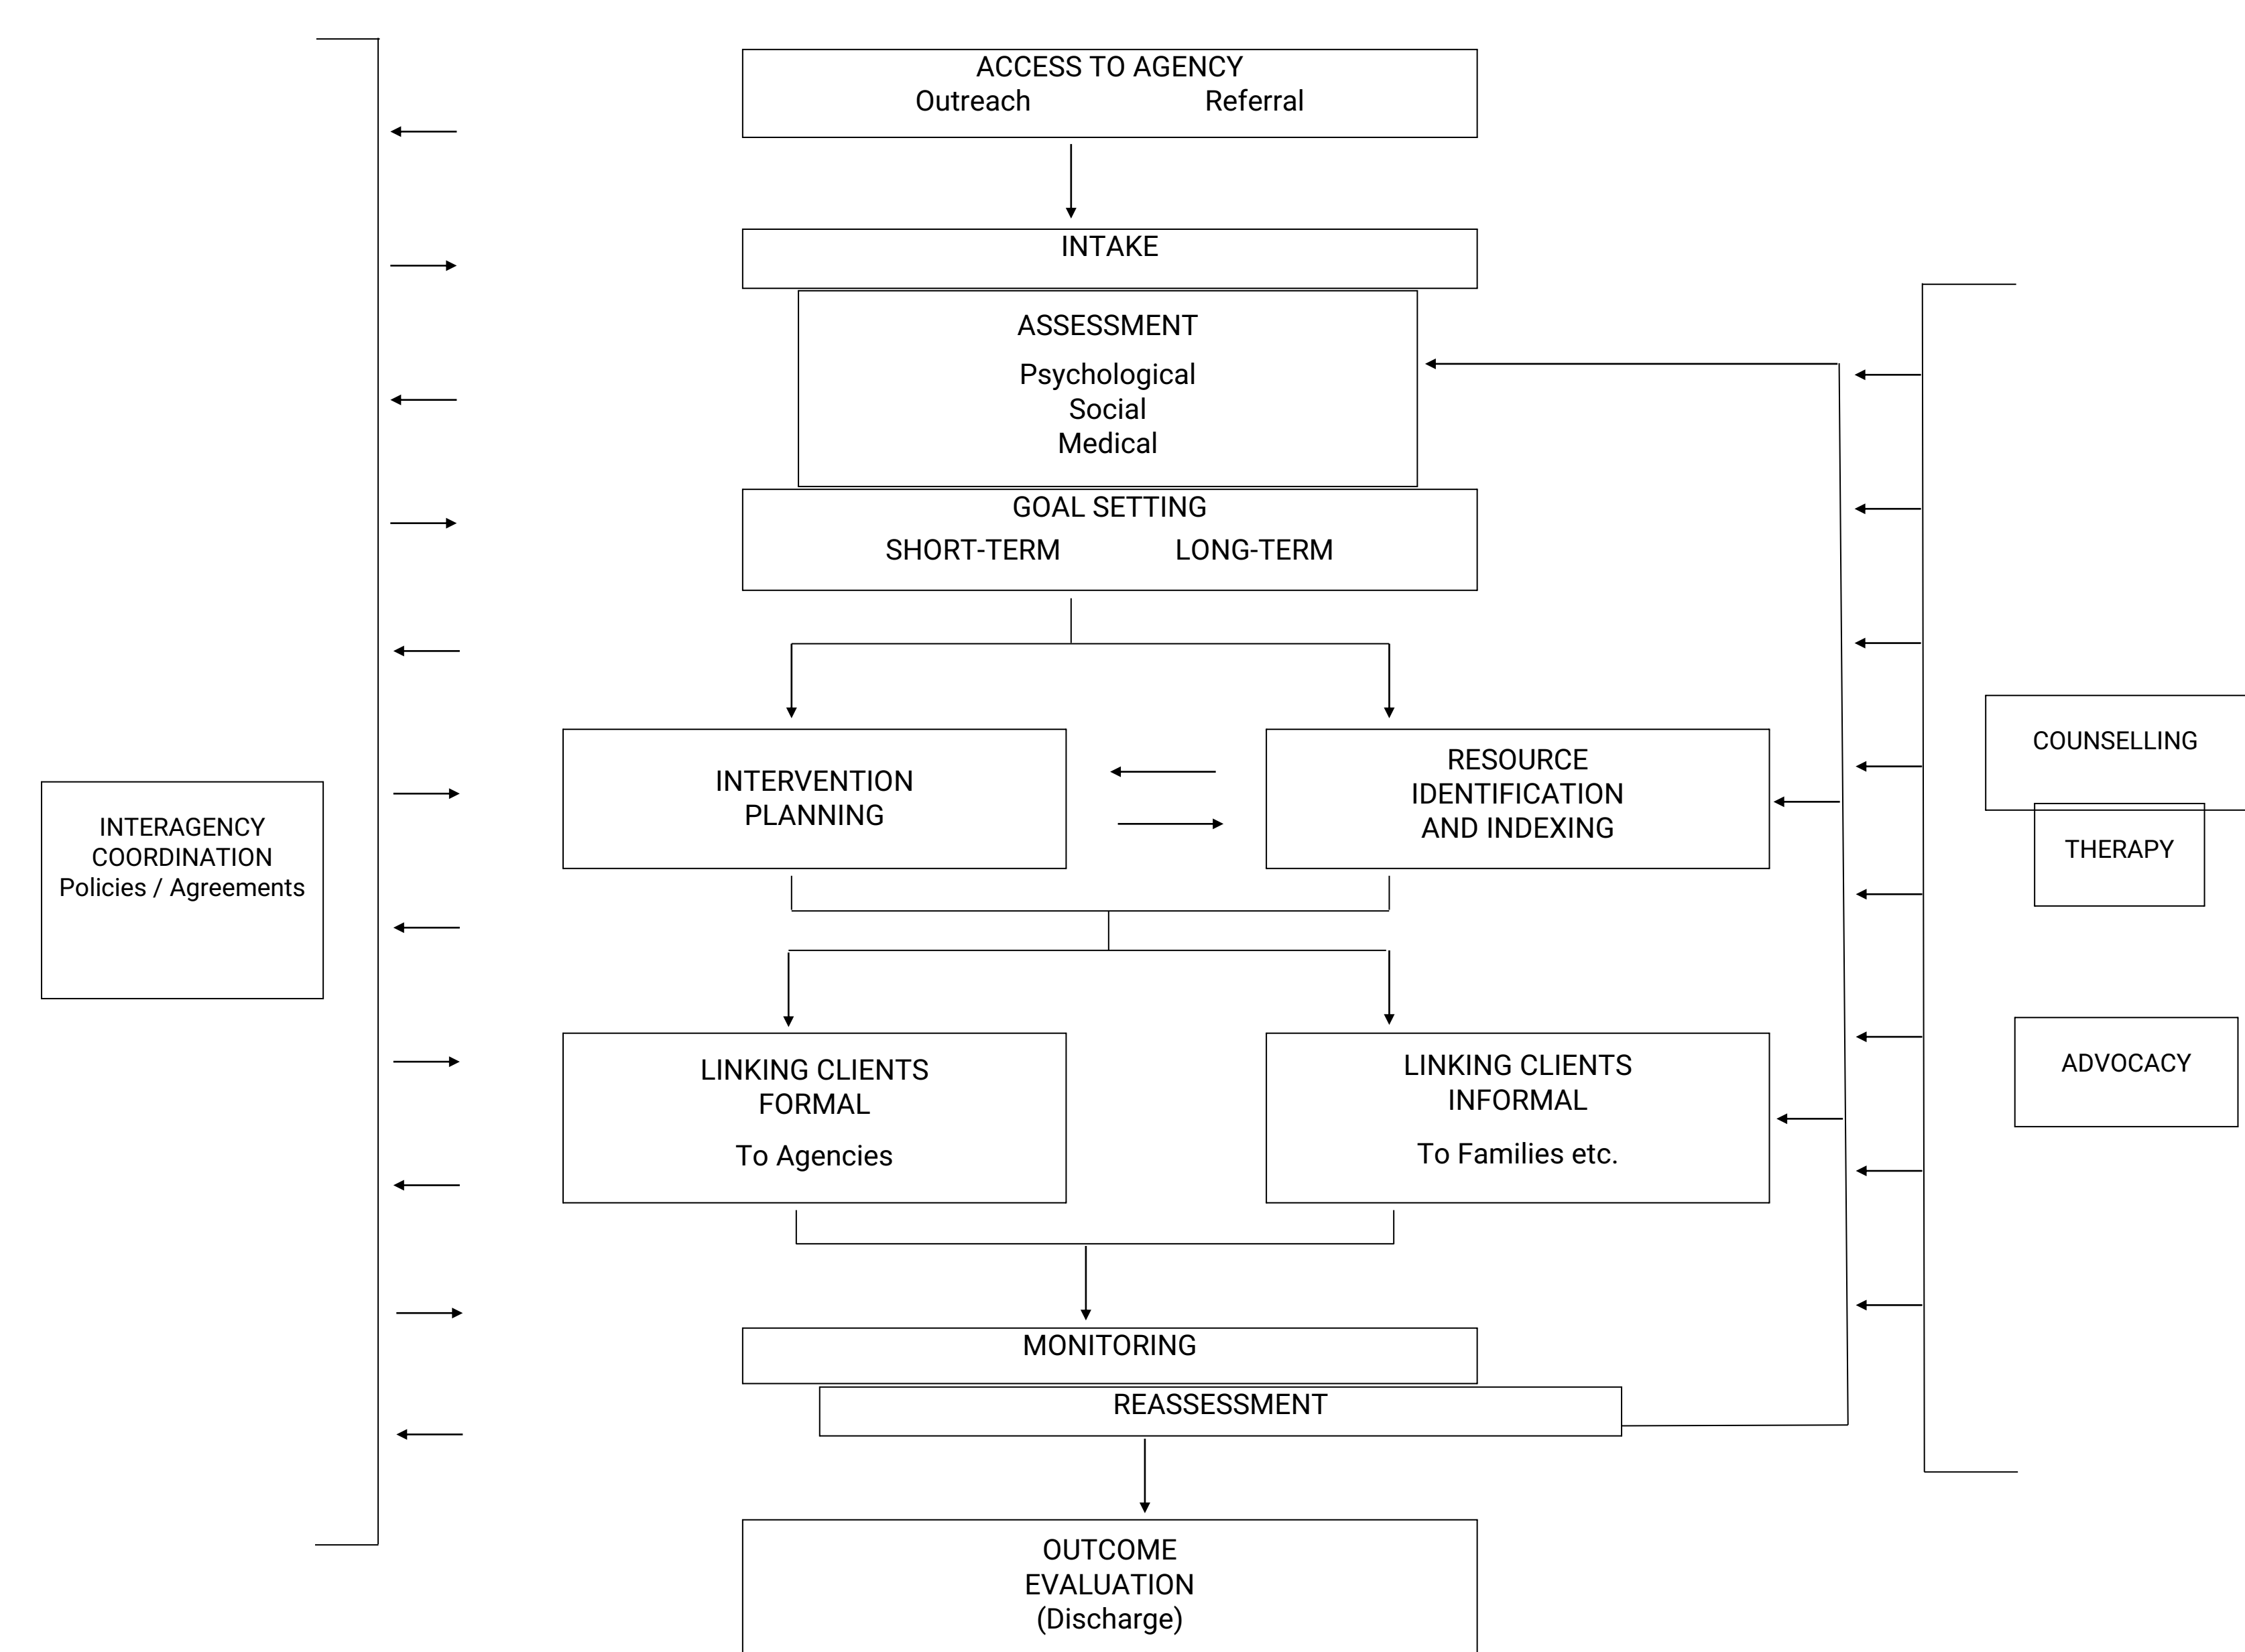 ACCESS TO AGENCY
Outreach Referral
INTAKE
ASSESSMENT
Psychological
Social
Medical
GOAL SETTING
SHORT-TERM LONG-TERM
INTERVENTION
PLANNING
RESOURCE
IDENTIFICATION
AND INDEXING
COUNSELLING
THERAPY
INTERAGENCY
COORDINATION
Policies / Agreements
LINKING CLIENTS
FORMAL
To Agencies
LINKING CLIENTS
INFORMAL
To Families etc.
ADVOCACY
MONITORING
REASSESSMENT
OUTCOME
EVALUATION
(Discharge)